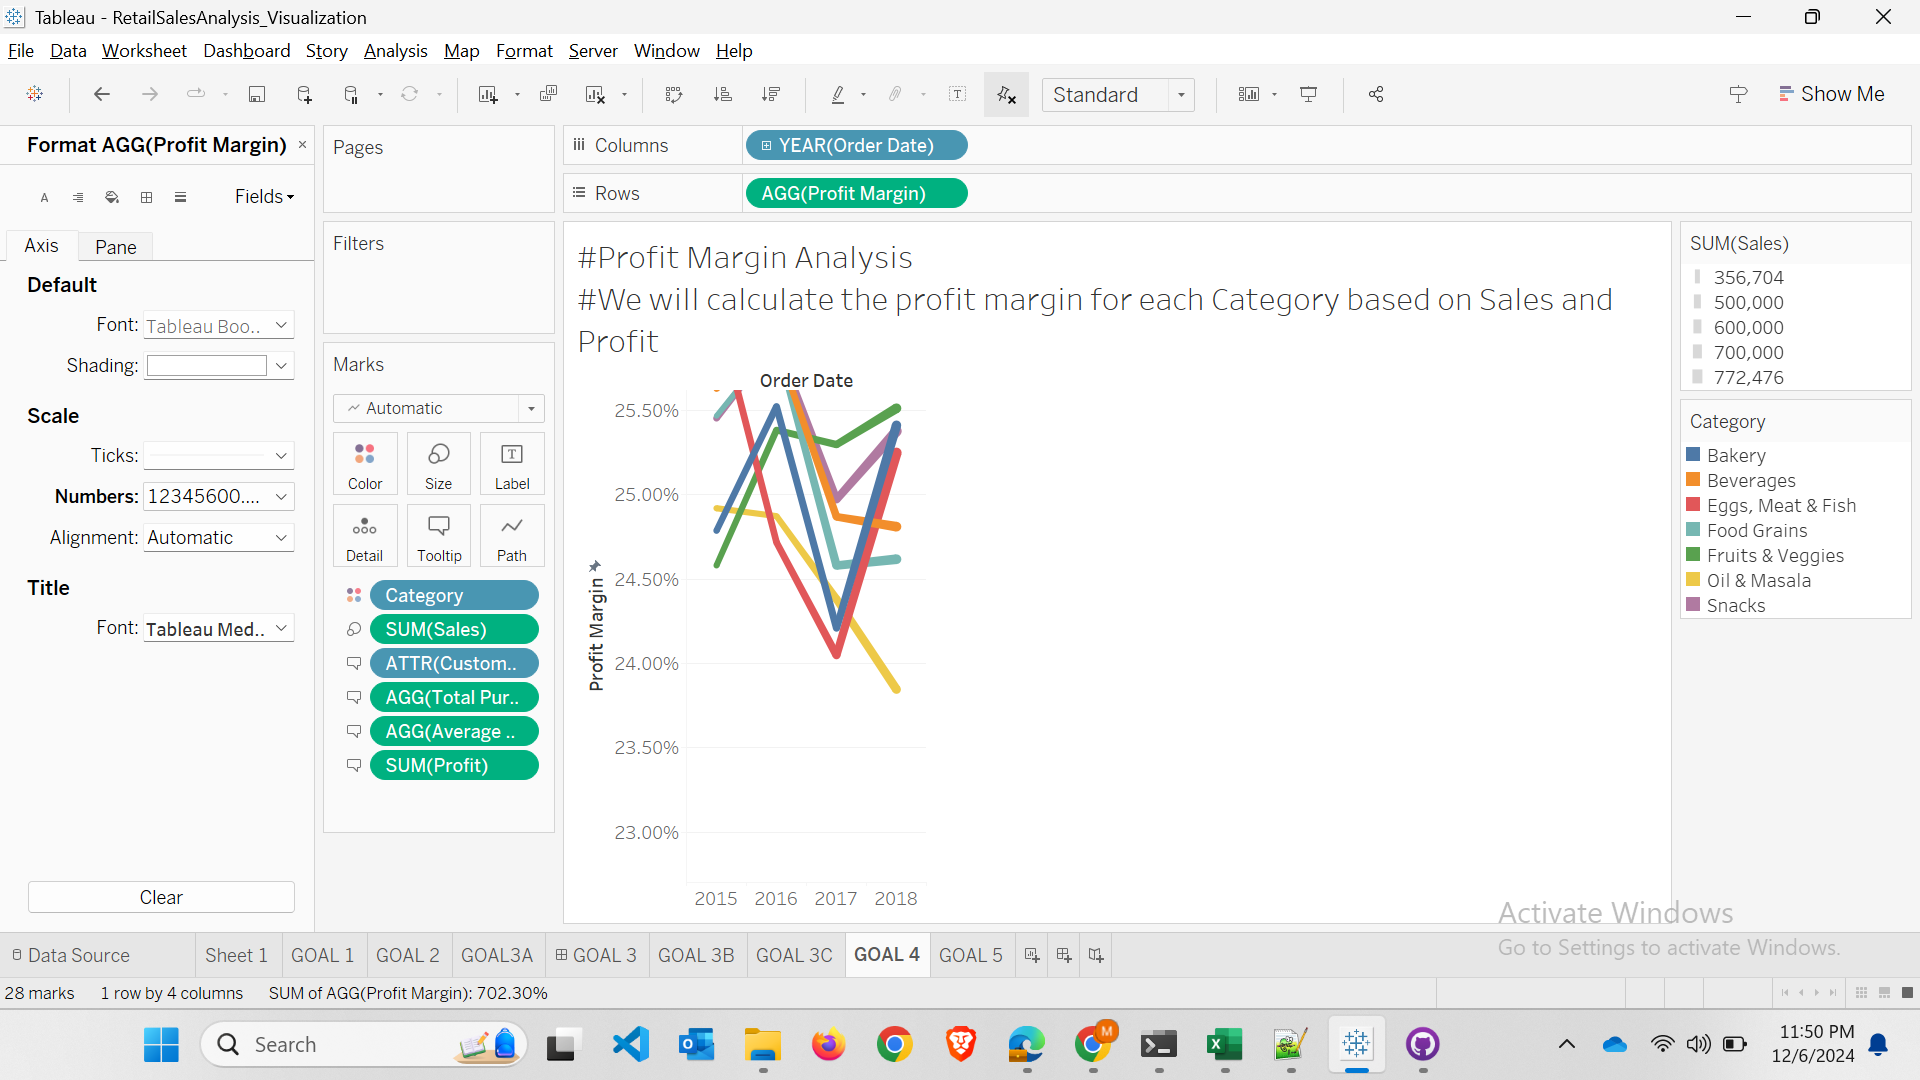 Tableau - RetailSalesAnalysis_Visualization
File Data Worksheet Dashboard Story Analysis Map Format Server Window Help
Standard
Show Me
Format AGG(Profit Margin) ×
Fields
Axis
Pane
Default
Font: Tableau Boo..
Shading:
Scale
Ticks:
Numbers: 12345600....
Alignment: Automatic
Title
Font: Tableau Med..
Clear
Pages
Filters
Marks
Automatic
Color
Size
Label
Detail
Tooltip
Path
Category
SUM(Sales)
ATTR(Custom..
AGG(Total Pur..
AGG(Average ..
SUM(Profit)
Columns
YEAR(Order Date)
Rows
AGG(Profit Margin)
#Profit Margin Analysis
#We will calculate the profit margin for each Category based on Sales and
Profit
Order Date
Profit Margin
25.50%
25.00%
24.50%
24.00%
23.50%
23.00%
2015 2016 2017 2018
SUM(Sales)
356,704
500,000
600,000
700,000
772,476
Category
Bakery
Beverages
Eggs, Meat & Fish
Food Grains
Fruits & Veggies
Oil & Masala
Snacks
Activate Windows
Go to Settings to activate Windows.
Data Source
Sheet 1
GOAL 1
GOAL 2
GOAL3A
GOAL 3
GOAL 3B
GOAL 3C
GOAL 4
GOAL 5
28 marks 1 row by 4 columns SUM of AGG(Profit Margin): 702.30%
Search
M
11:50 PM
12/6/2024